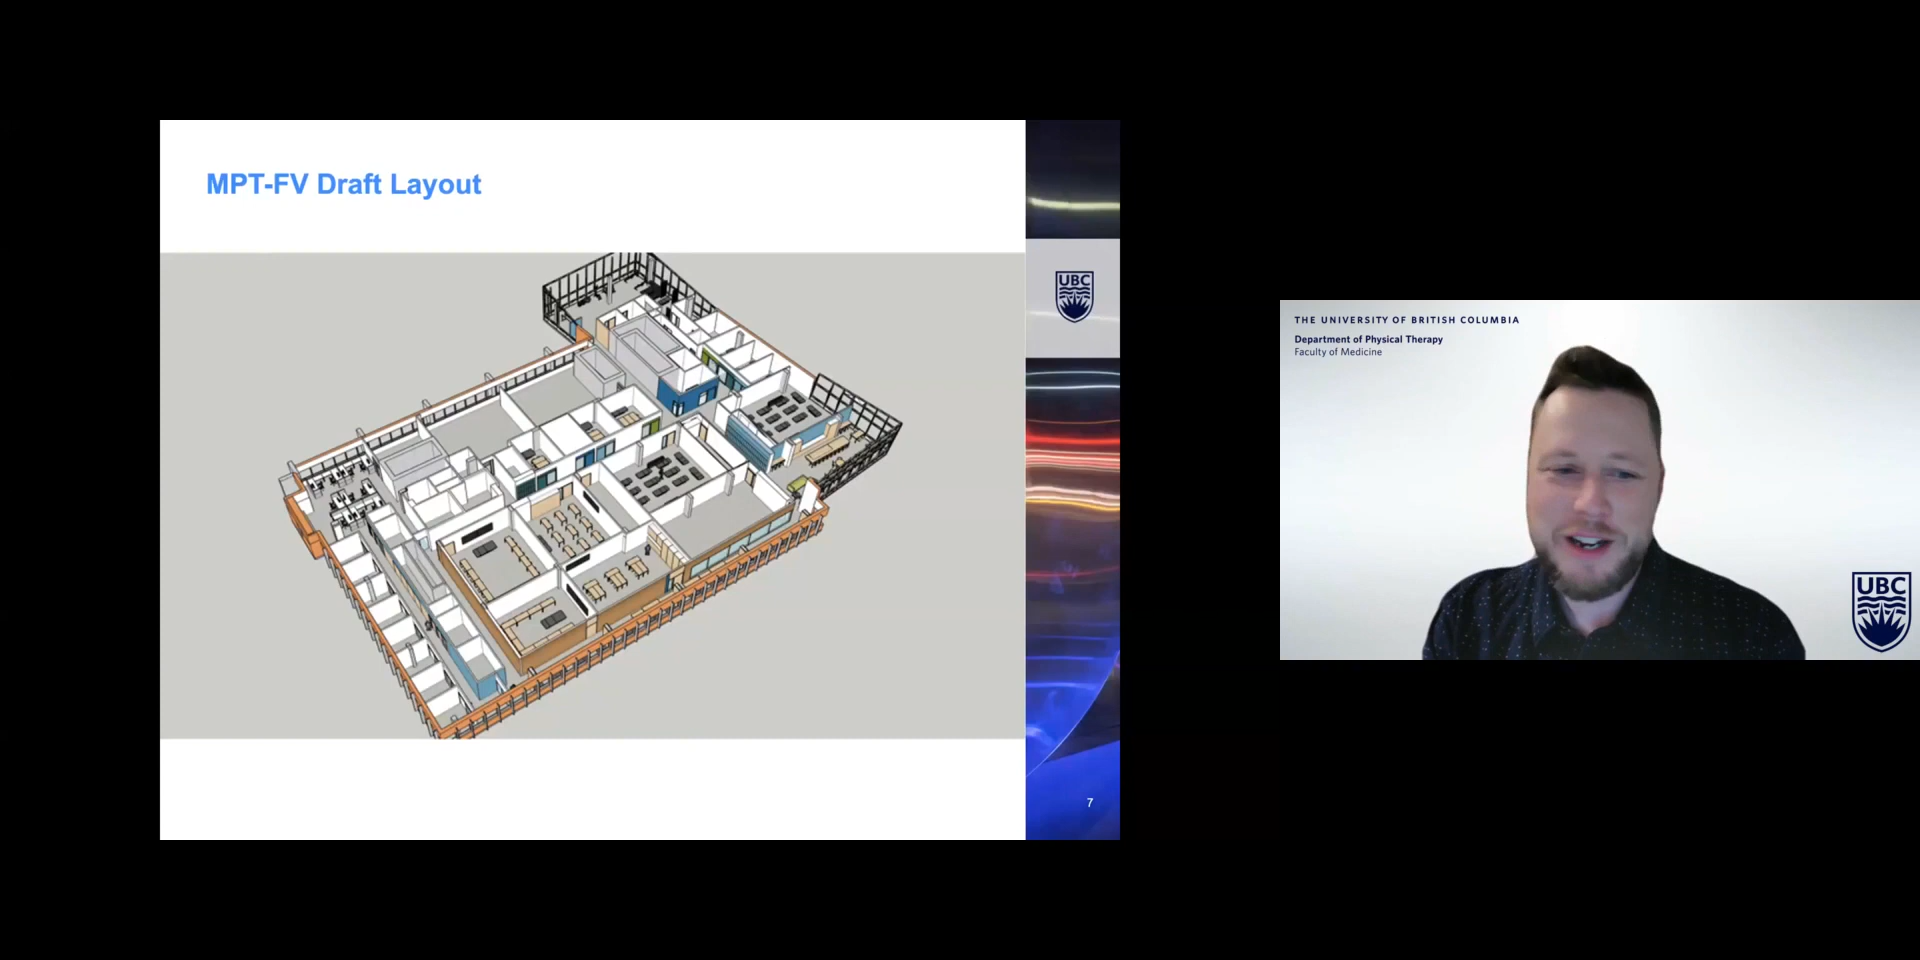 MPT-FV Draft Layout
UBC
7
THE UNIVERSITY OF BRITISH COLUMBIA
Department of Physical Therapy
Faculty of Medicine
UBC